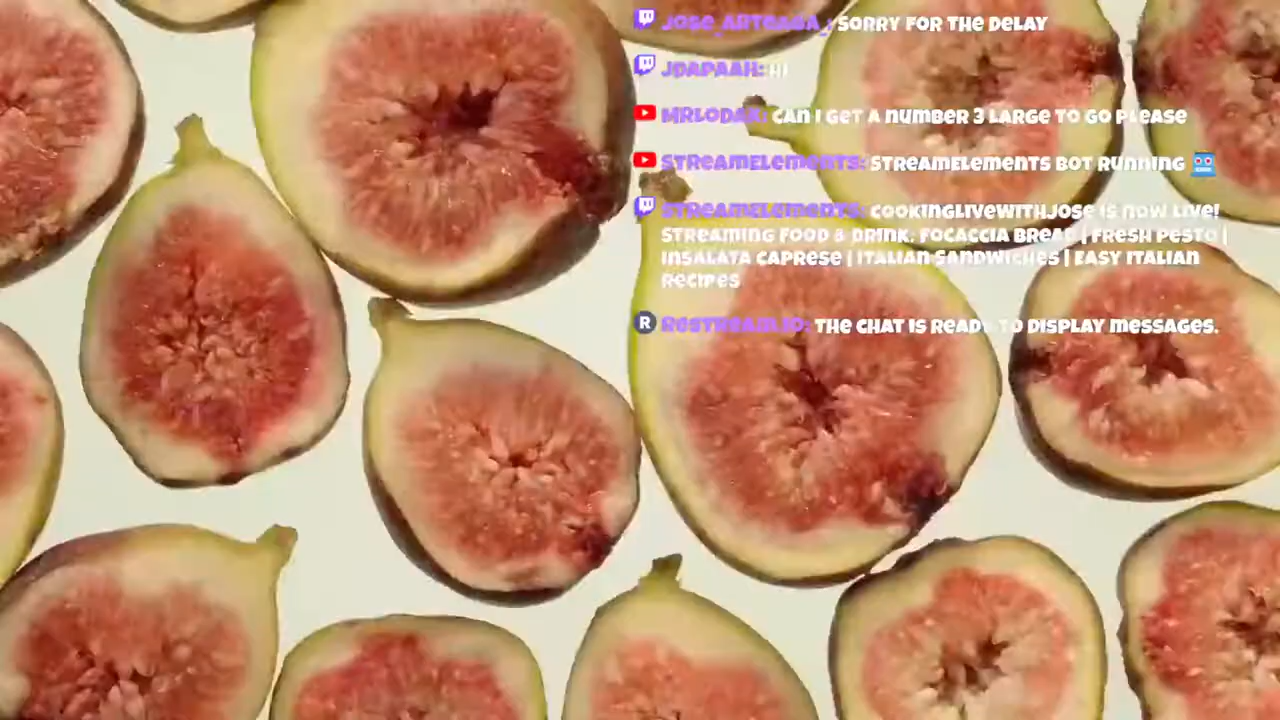 Jose_Arteaga_: Sorry for the delay
JDAPAAH: Hi
MrLodaa: Can I get a number 3 large to go please
StreamElements: StreamElements Bot Running
StreamElements: cookinglivewithjose is now live!
Streaming Food & Drink: Focaccia Bread | Fresh Pesto |
Insalata Caprese | Italian Sandwiches | Easy Italian
Recipes
R Restream.io: The chat is ready to display messages.